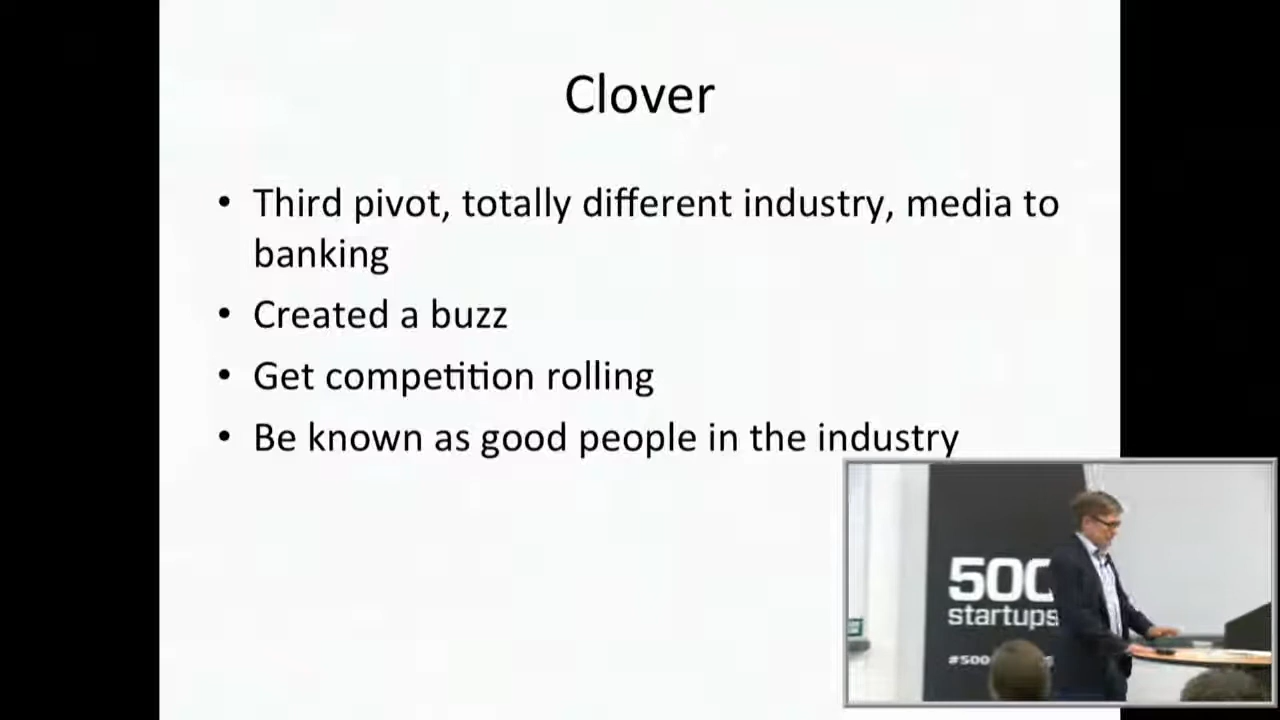 Clover
• Third pivot, totally different industry, media to
banking
• Created a buzz
• Get competition rolling
• Be known as good people in the industry
500
startups
#500